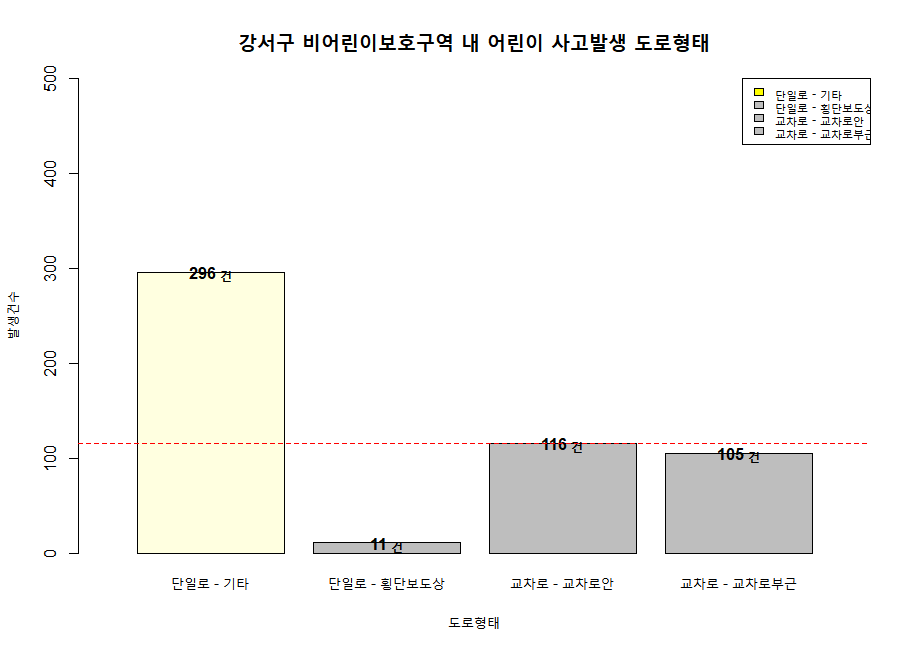 강서구 비어린이보호구역 내 어린이 사고발생 도로형태
단일로 - 기타
단일로 - 횡단보도상
교차로 - 교차로안
교차로 - 교차로부근
500
400
300
200
100
0
발생건수
296 건
11 건
116 건
105 건
단일로 - 기타
단일로 - 횡단보도상
교차로 - 교차로안
교차로 - 교차로부근
도로형태